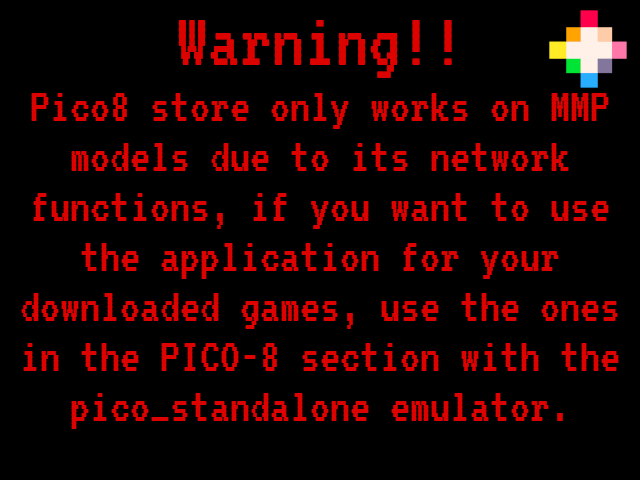 Warning!!
Pico8 store only works on MMP
models due to its network
functions, if you want to use
the application for your
downloaded games, use the ones
in the PICO-8 section with the
pico_standalone emulator.